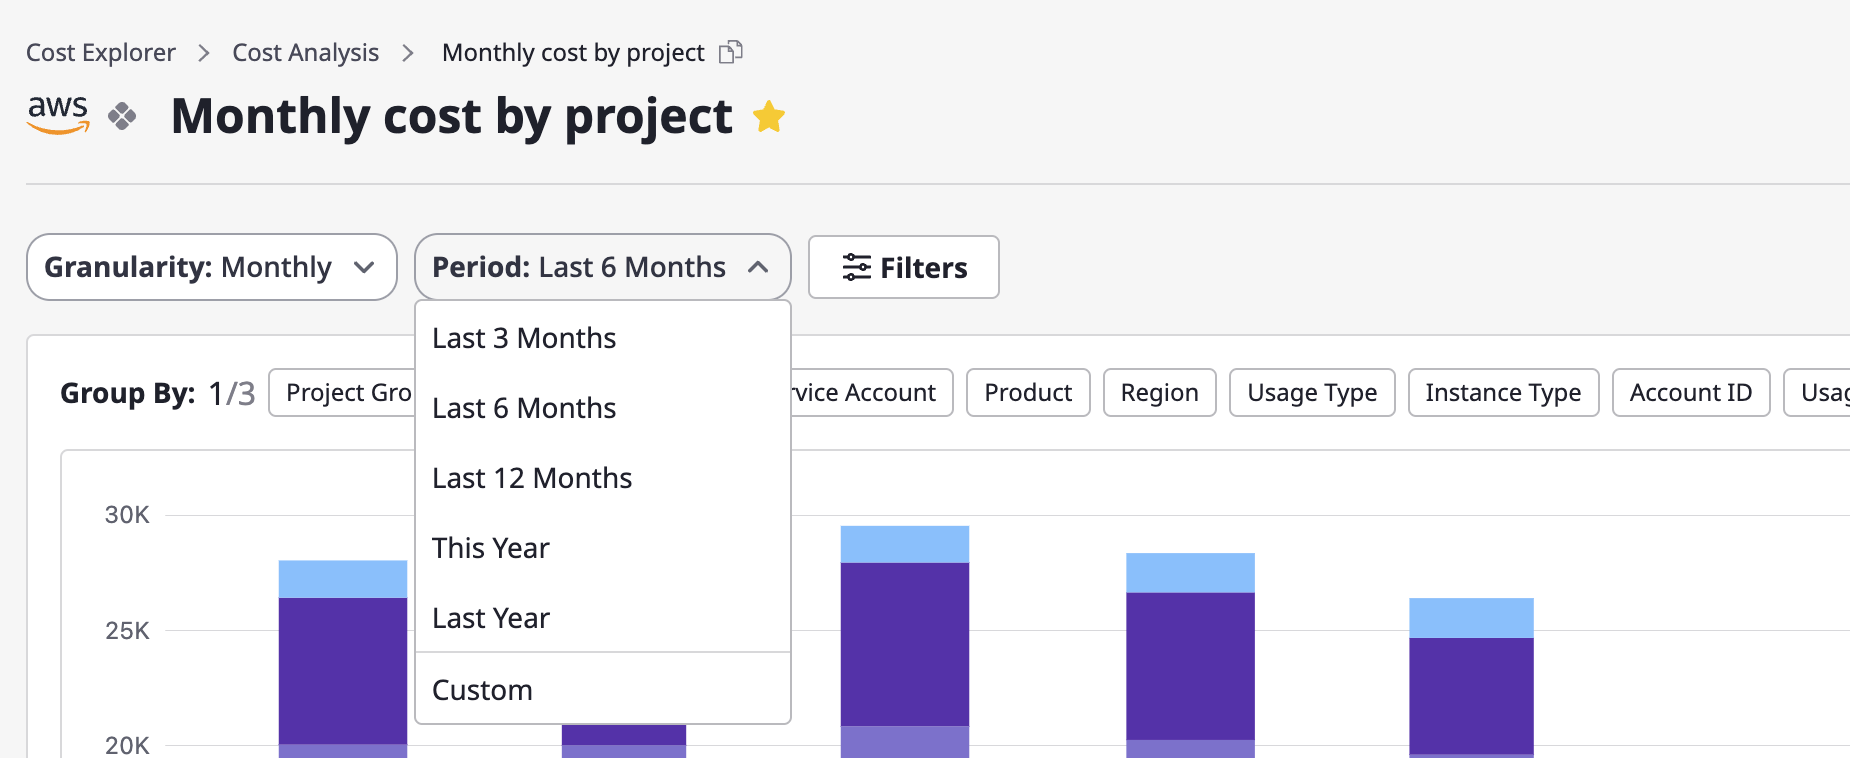 Cost Explorer > Cost Analysis > Monthly cost by project
aws Monthly cost by project
Granularity: Monthly Period: Last 6 Months Filters
Last 3 Months
Group By: 1/3 Project Gro rvice Account Product Region Usage Type Instance Type Account ID Usag
Last 6 Months
Last 12 Months
30K
This Year
Last Year
25K
Custom
20K